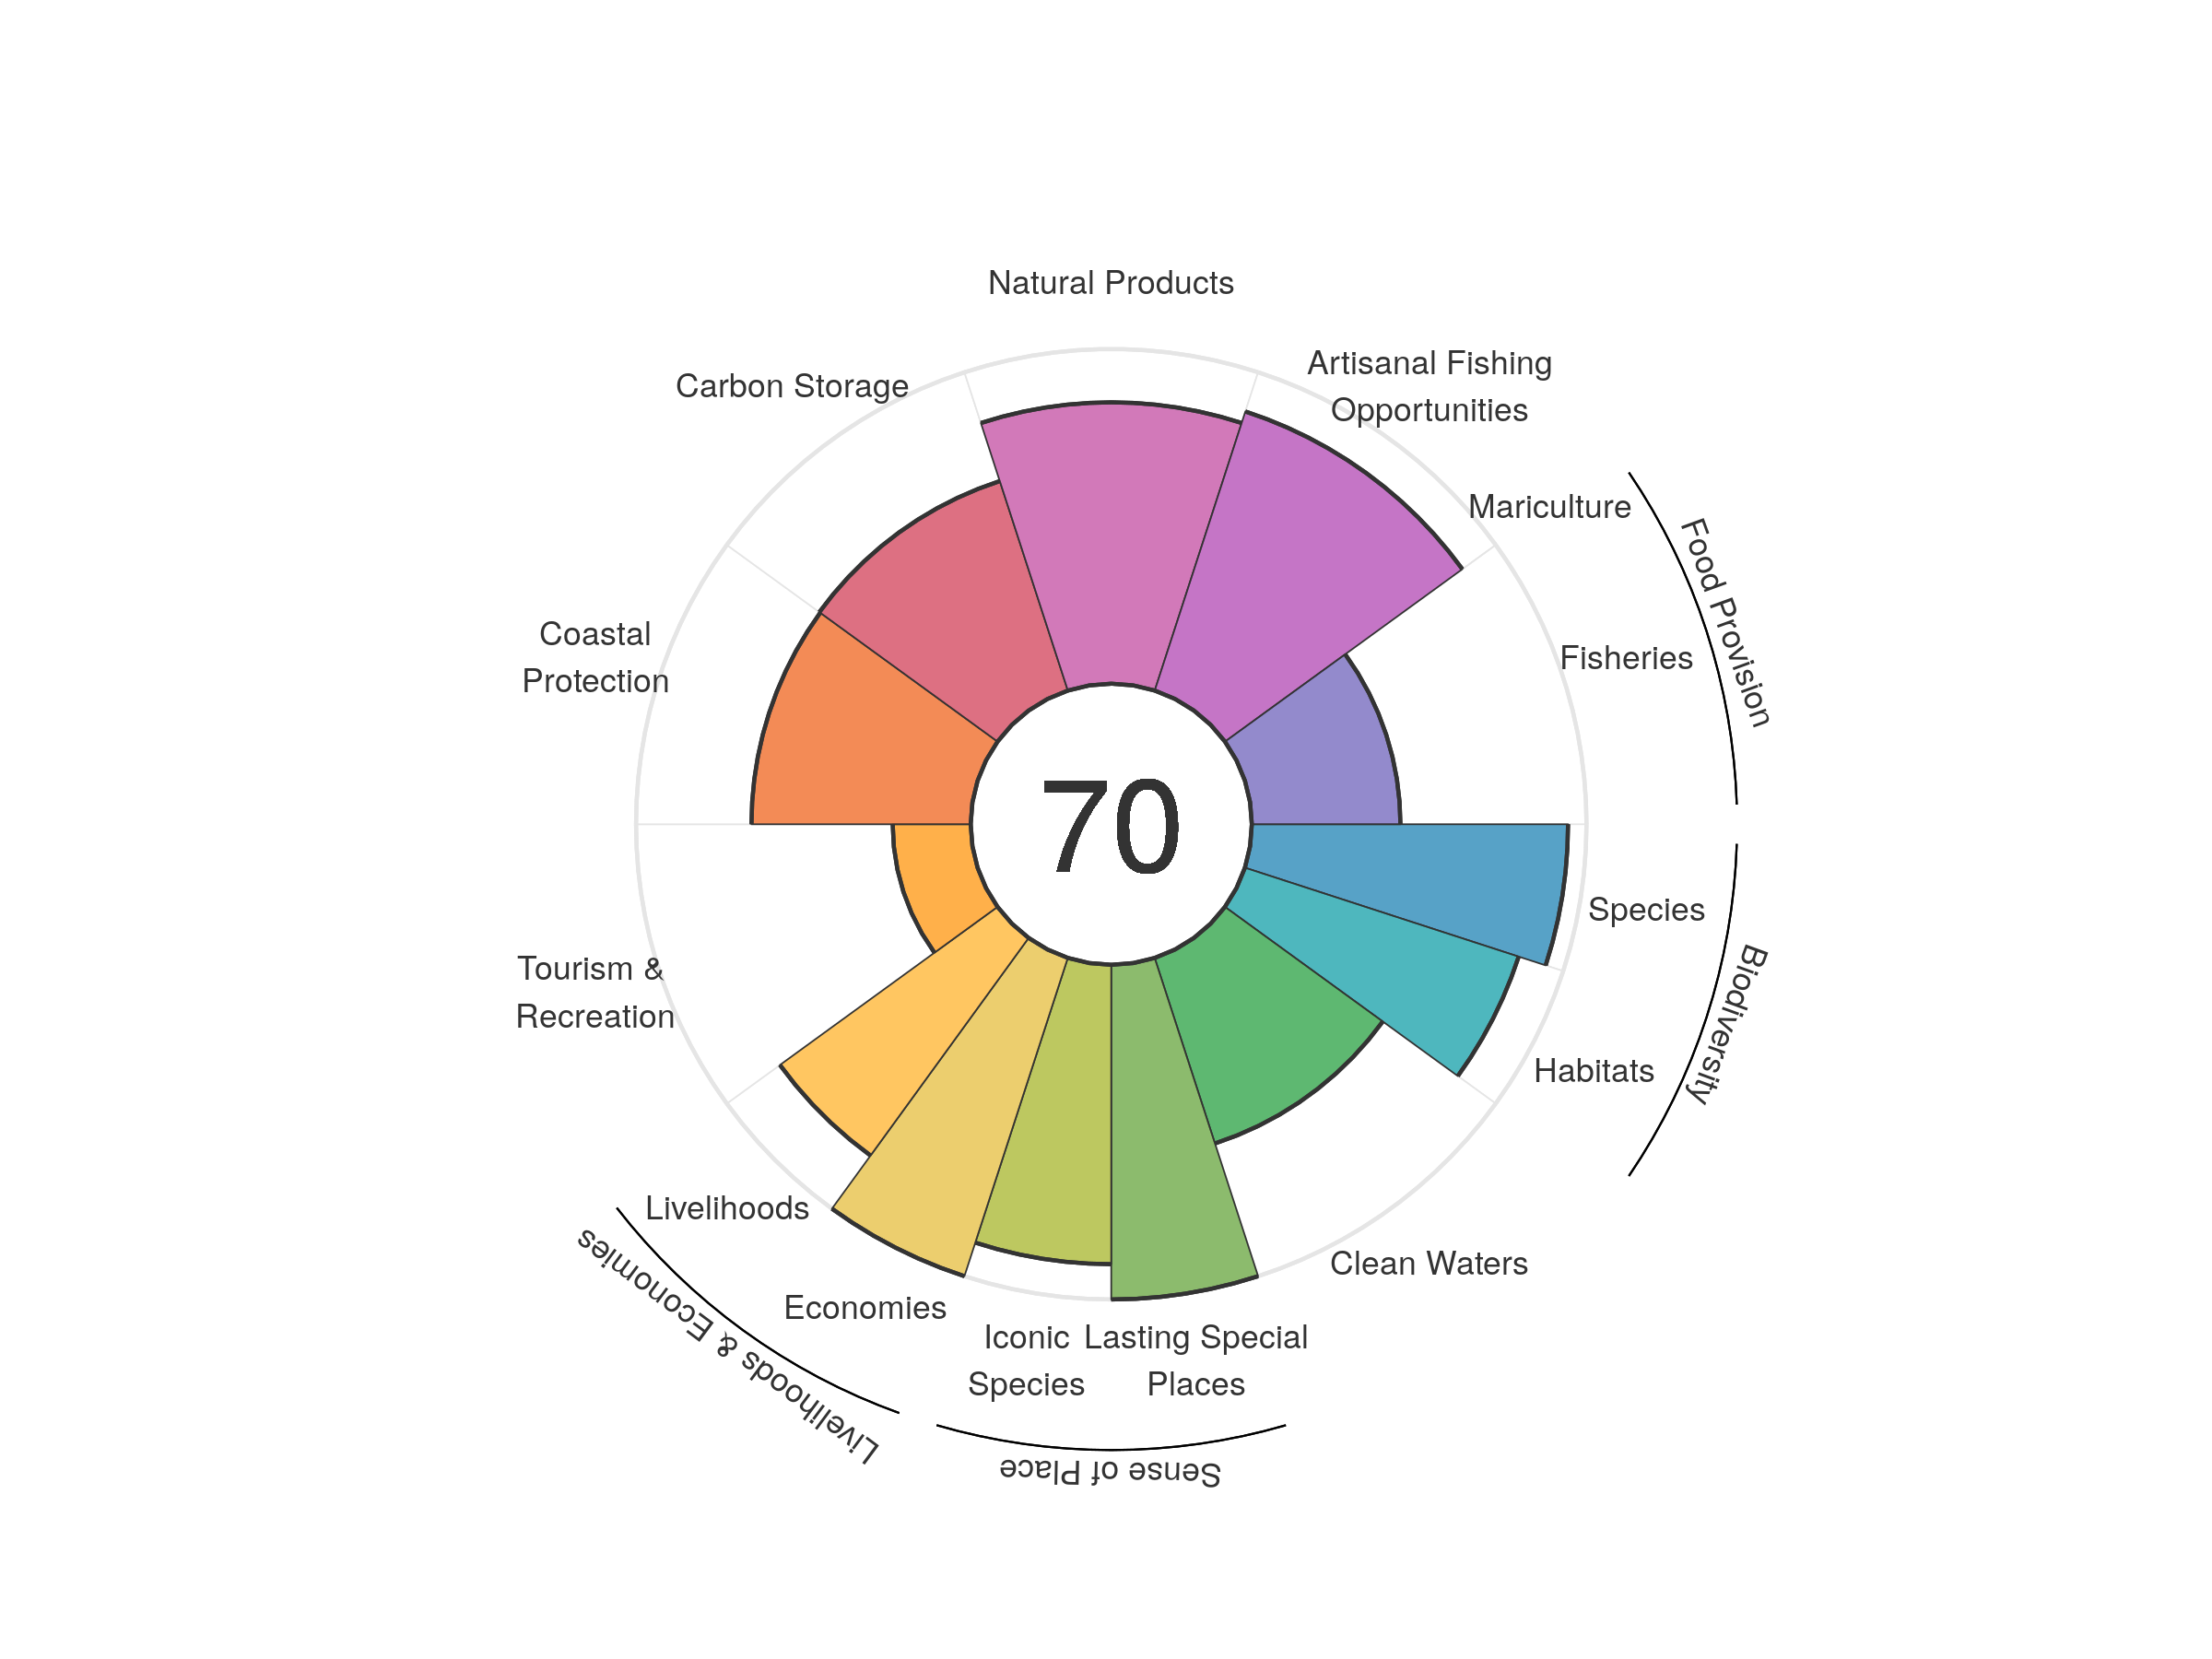 Natural Products
Artisanal Fishing
Opportunities
Carbon Storage
Mariculture
Food Provision
Fisheries
Coastal
Protection
70
Species
Biodiversity
Tourism &
Recreation
Habitats
Livelihoods
Livelihoods & Economies
Clean Waters
Economies
Iconic
Species
Lasting Special
Places
Sense of Place